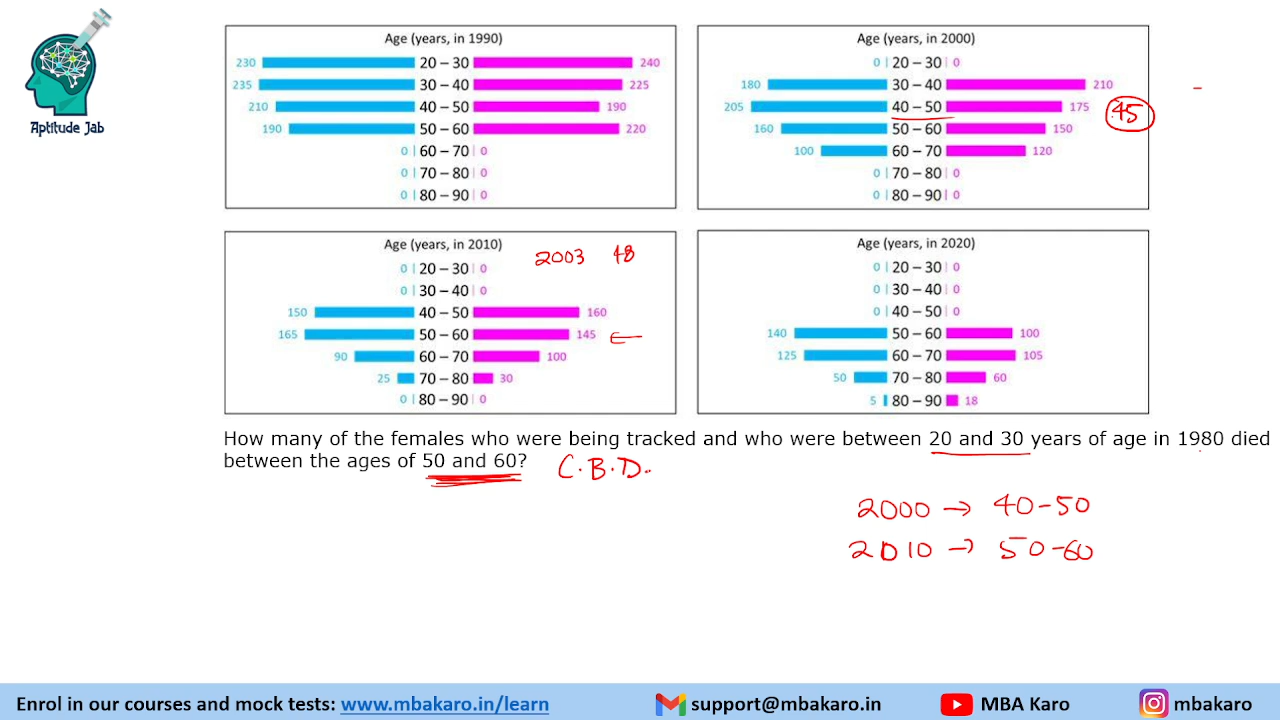 Aptitude Jab
Age (years, in 1990)
230 20 – 30 240
235 30 – 40 225
210 40 – 50 190
190 50 – 60 220
0 60 – 70 0
0 70 – 80 0
0 80 – 90 0
Age (years, in 2000)
0 20 – 30 0
180 30 – 40 210
205 40 – 50 175
45
160 50 – 60 150
100 60 – 70 120
0 70 – 80 0
0 80 – 90 0
Age (years, in 2010)
2003 48
0 20 – 30 0
0 30 – 40 0
150 40 – 50 160
165 50 – 60 145
90 60 – 70 100
25 70 – 80 30
0 80 – 90 0
Age (years, in 2020)
0 20 – 30 0
0 30 – 40 0
0 40 – 50 0
140 50 – 60 100
125 60 – 70 105
50 70 – 80 60
5 80 – 90 18
How many of the females who were being tracked and who were between 20 and 30 years of age in 1980 died
between the ages of 50 and 60? C.B.D.
2000 → 40-50
2010 → 50-60
Enrol in our courses and mock tests: www.mbakaro.in/learn support@mbakaro.in MBA Karo mbakaro